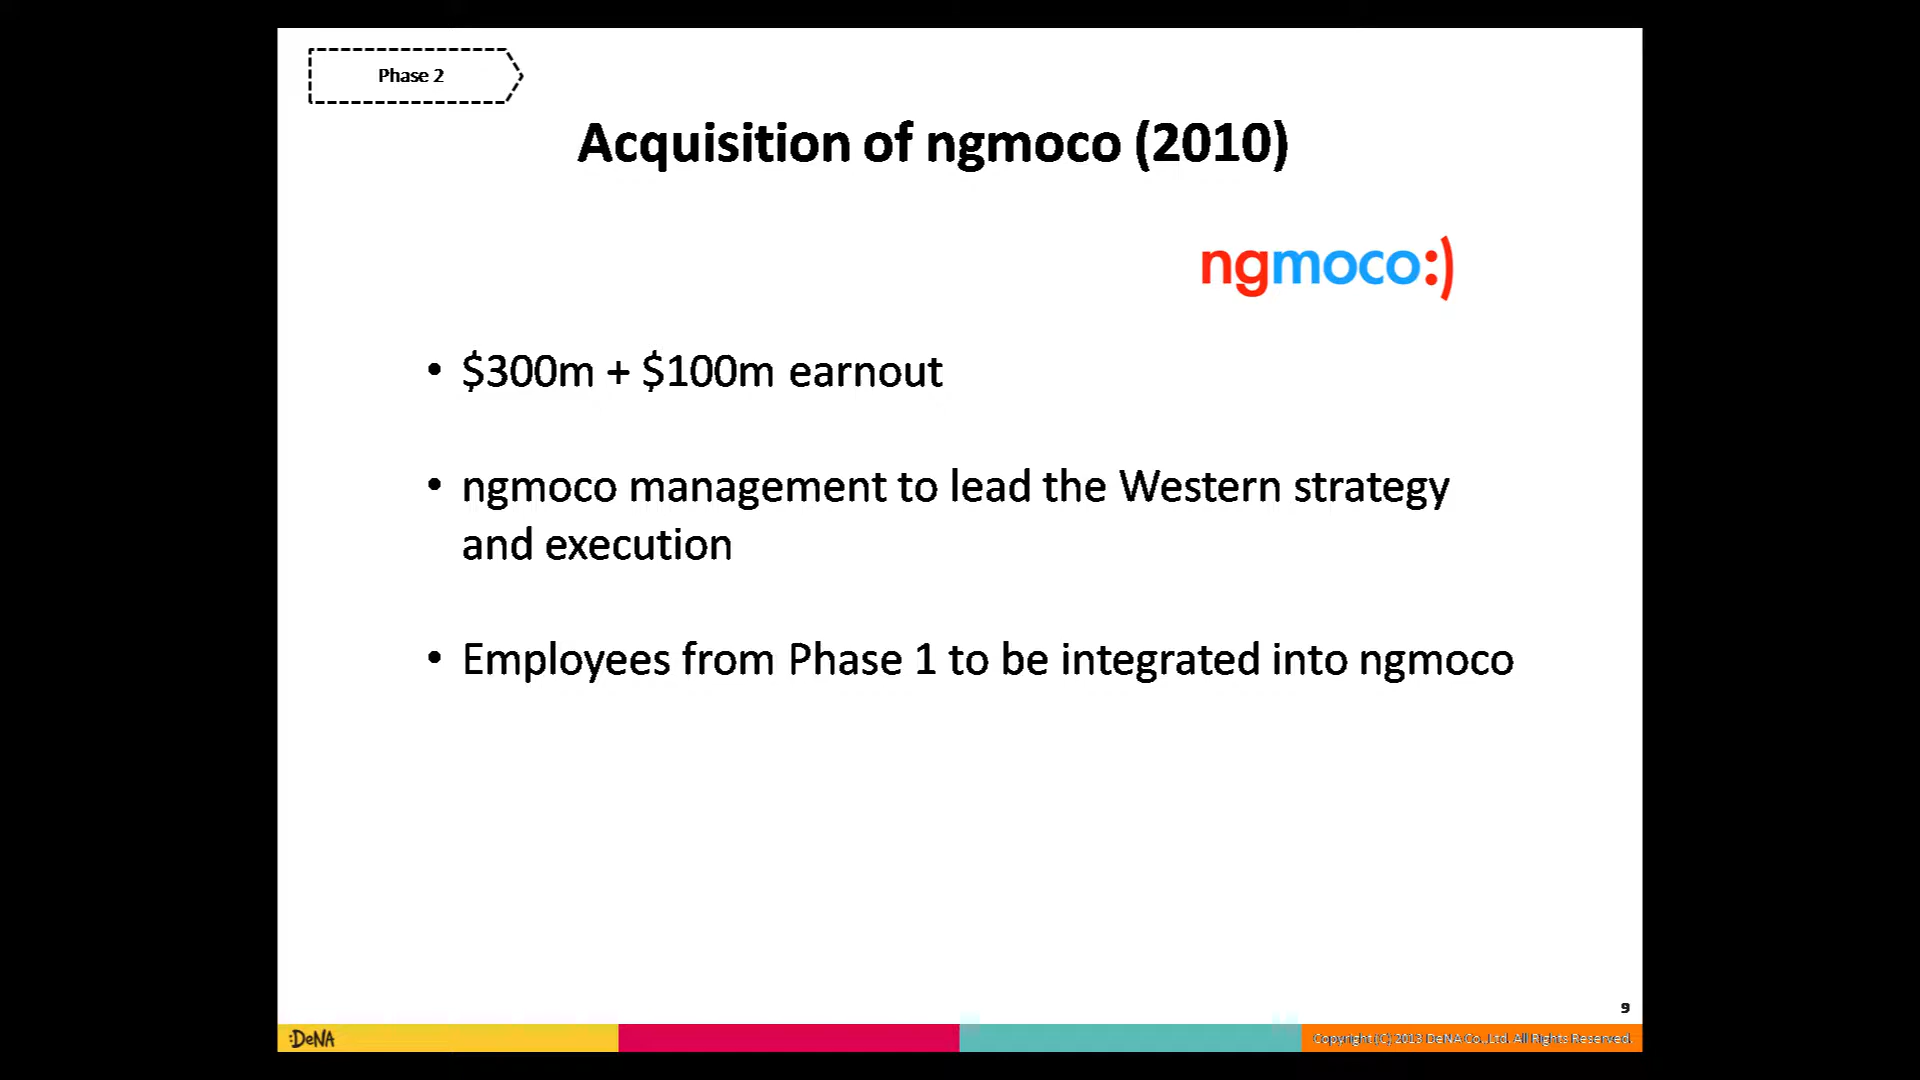 Phase 2
Acquisition of ngmoco (2010)
ngmoco:)
• $300m + $100m earnout
• ngmoco management to lead the Western strategy
and execution
• Employees from Phase 1 to be integrated into ngmoco
9
:DeNA
Copyright (C) 2013 DeNA Co.,Ltd. All Rights Reserved.